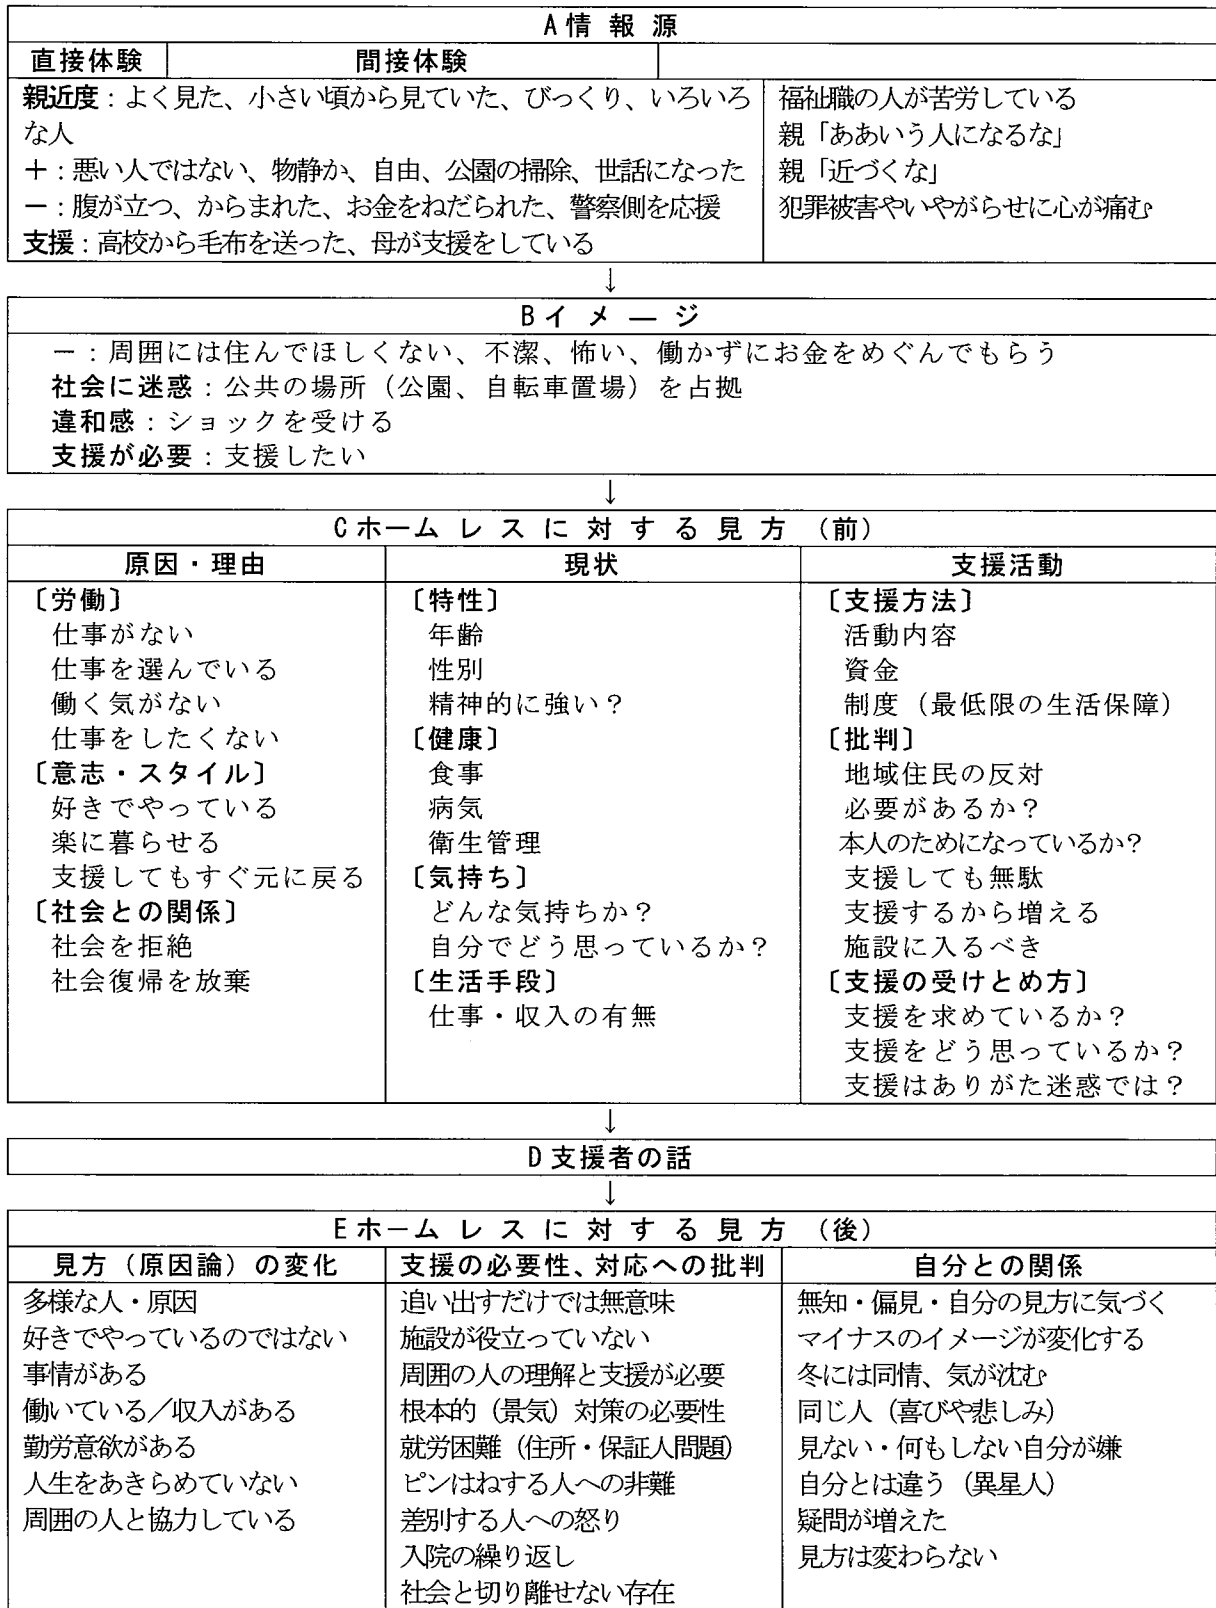 A情報源
直接体験 間接体験
親近度：よく見た、小さい頃から見ていた、びっくり、いろいろ
な人
＋：悪い人ではない、物静か、自由、公園の掃除、世話になった
－：腹が立つ、からまれた、お金をねだられた、警察側を応援
支援：高校から毛布を送った、母が支援をしている
福祉職の人が苦労している
親「ああいう人になるな」
親「近づくな」
犯罪被害やいやがらせに心が痛む
↓
Bイメージ
－：周囲には住んでほしくない、不潔、怖い、働かずにお金をめぐんでもらう
社会に迷惑：公共の場所（公園、自転車置場）を占拠
違和感：ショックを受ける
支援が必要：支援したい
↓
Cホームレスに対する見方（前）
原因・理由
〔労働〕
仕事がない
仕事を選んでいる
働く気がない
仕事をしたくない
〔意志・スタイル〕
好きでやっている
楽に暮らせる
支援してもすぐ元に戻る
〔社会との関係〕
社会を拒絶
社会復帰を放棄
現状
〔特性〕
年齢
性別
精神的に強い？
〔健康〕
食事
病気
衛生管理
〔気持ち〕
どんな気持ちか？
自分でどう思っているか？
〔生活手段〕
仕事・収入の有無
支援活動
〔支援方法〕
活動内容
資金
制度（最低限の生活保障）
〔批判〕
地域住民の反対
必要があるか？
本人のためになっているか？
支援しても無駄
支援するから増える
施設に入るべき
〔支援の受けとめ方〕
支援を求めているか？
支援をどう思っているか？
支援はありがた迷惑では？
↓
D支援者の話
↓
Eホームレスに対する見方（後）
見方（原因論）の変化
多様な人・原因
好きでやっているのではない
事情がある
働いている／収入がある
勤労意欲がある
人生をあきらめていない
周囲の人と協力している
支援の必要性、対応への批判
追い出すだけでは無意味
施設が役立っていない
周囲の人の理解と支援が必要
根本的（景気）対策の必要性
就労困難（住所・保証人問題）
ピンはねする人への非難
差別する人への怒り
入院の繰り返し
社会と切り離せない存在
自分との関係
無知・偏見・自分の見方に気づく
マイナスのイメージが変化する
冬には同情、気が沈む
同じ人（喜びや悲しみ）
見ない・何もしない自分が嫌
自分とは違う（異星人）
疑問が増えた
見方は変わらない